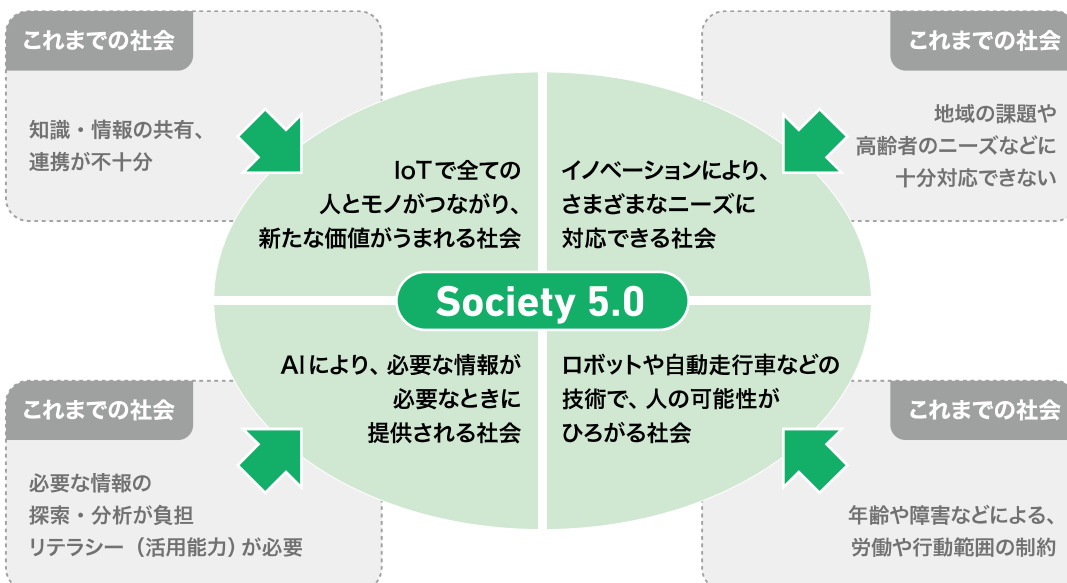 これまでの社会
知識・情報の共有、
連携が不十分
これまでの社会
地域の課題や
高齢者のニーズなどに
十分対応できない
IoTで全ての
人とモノがつながり、
新たな価値がうまれる社会
イノベーションにより、
さまざまなニーズに
対応できる社会
Society 5.0
AIにより、必要な情報が
必要なときに
提供される社会
ロボットや自動走行車などの
技術で、人の可能性が
ひろがる社会
これまでの社会
必要な情報の
探索・分析が負担
リテラシー（活用能力）が必要
これまでの社会
年齢や障害などによる、
労働や行動範囲の制約